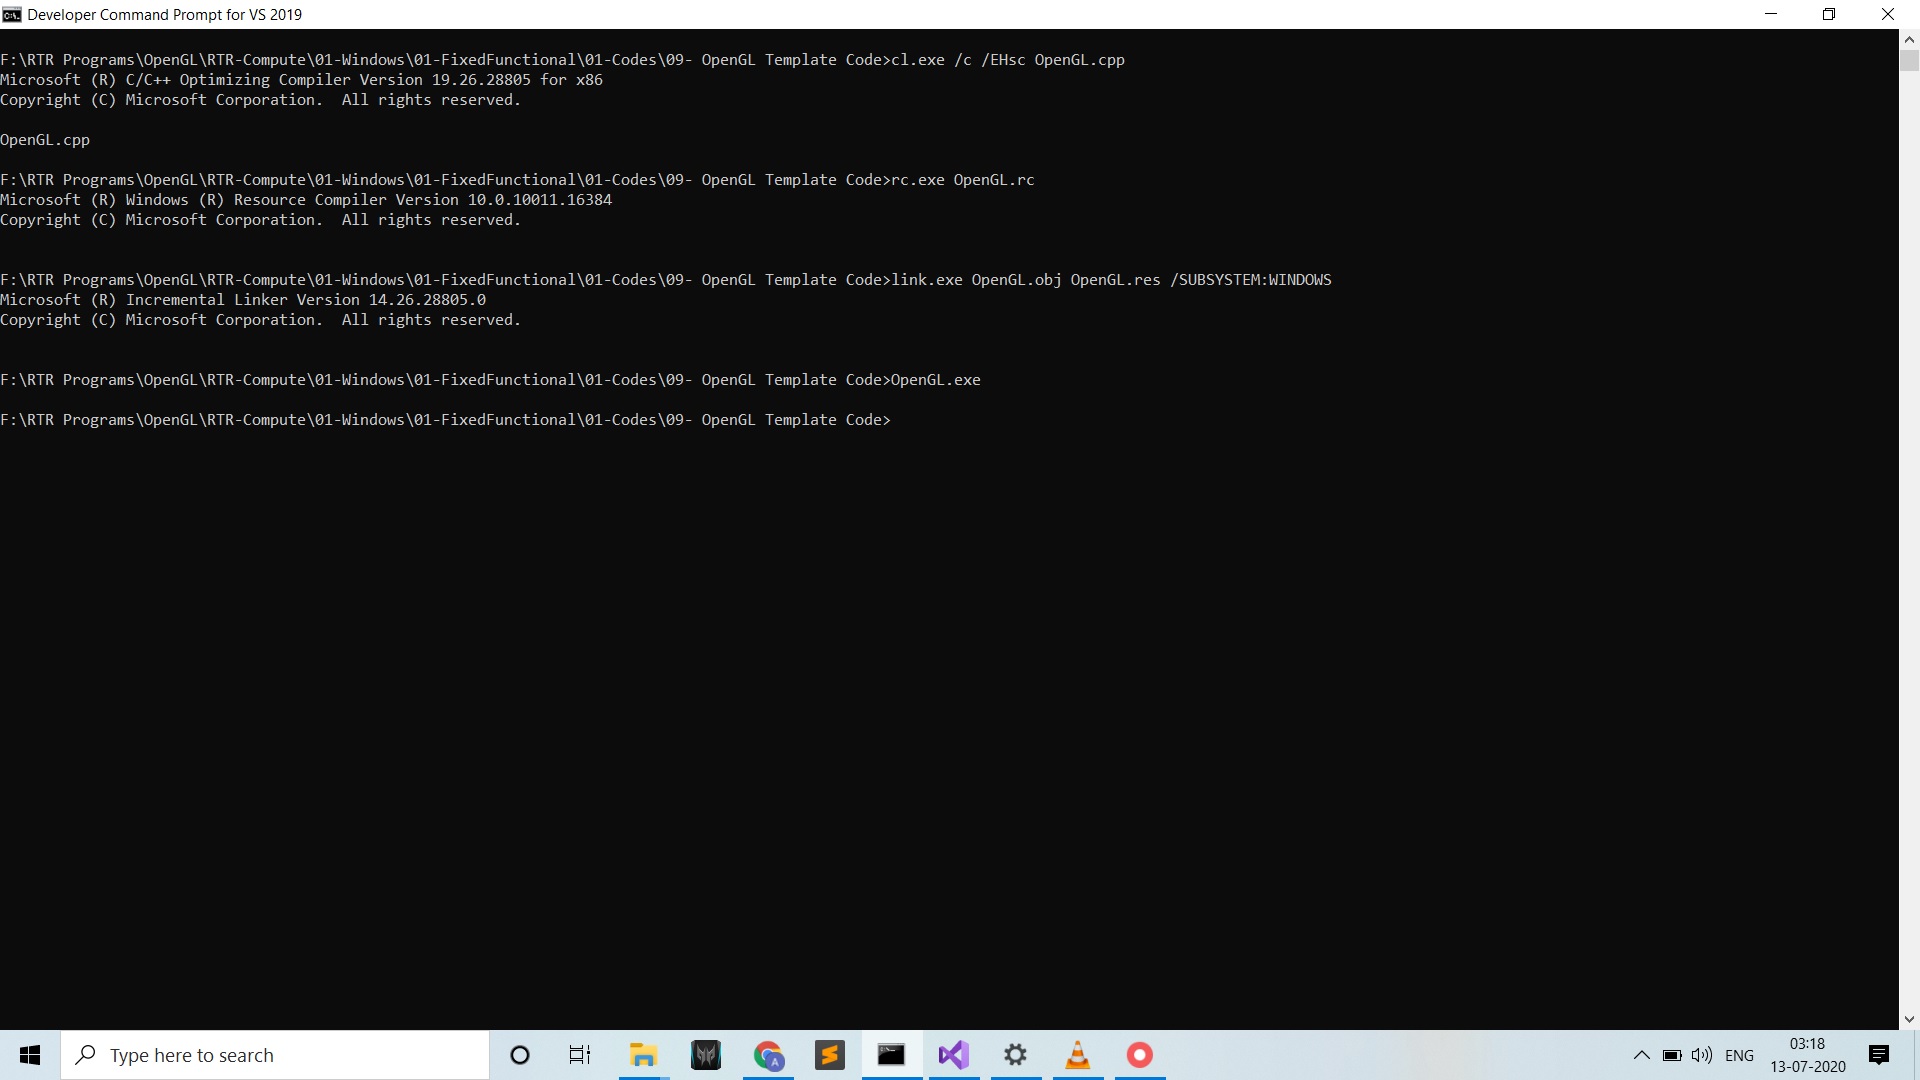 Developer Command Prompt for VS 2019
F:\RTR Programs\OpenGL\RTR-Compute\01-Windows\01-FixedFunctional\01-Codes\09- OpenGL Template Code>cl.exe /c /EHsc OpenGL.cpp
Microsoft (R) C/C++ Optimizing Compiler Version 19.26.28805 for x86
Copyright (C) Microsoft Corporation.  All rights reserved.
OpenGL.cpp
F:\RTR Programs\OpenGL\RTR-Compute\01-Windows\01-FixedFunctional\01-Codes\09- OpenGL Template Code>rc.exe OpenGL.rc
Microsoft (R) Windows (R) Resource Compiler Version 10.0.10011.16384
Copyright (C) Microsoft Corporation.  All rights reserved.
F:\RTR Programs\OpenGL\RTR-Compute\01-Windows\01-FixedFunctional\01-Codes\09- OpenGL Template Code>link.exe OpenGL.obj OpenGL.res /SUBSYSTEM:WINDOWS
Microsoft (R) Incremental Linker Version 14.26.28805.0
Copyright (C) Microsoft Corporation.  All rights reserved.
F:\RTR Programs\OpenGL\RTR-Compute\01-Windows\01-FixedFunctional\01-Codes\09- OpenGL Template Code>OpenGL.exe
F:\RTR Programs\OpenGL\RTR-Compute\01-Windows\01-FixedFunctional\01-Codes\09- OpenGL Template Code>
Type here to search
A
ENG
03:18
13-07-2020